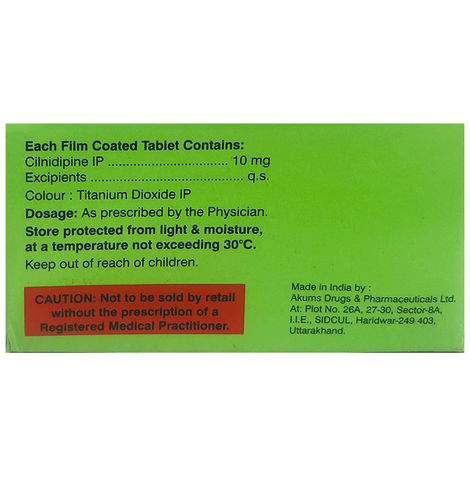 Each Film Coated Tablet Contains:
Cilnidipine IP ................................. 10 mg
Excipients ........................................... q.s.
Colour : Titanium Dioxide IP
Dosage: As prescribed by the Physician.
Store protected from light & moisture,
at a temperature not exceeding 30°C.
Keep out of reach of children.
CAUTION: Not to be sold by retail
without the prescription of a
Registered Medical Practitioner.
Made in India by :
Akums Drugs & Pharmaceuticals Ltd.
At: Plot No. 26A, 27-30, Sector-8A,
I.I.E., SIDCUL, Haridwar-249 403,
Uttarakhand.